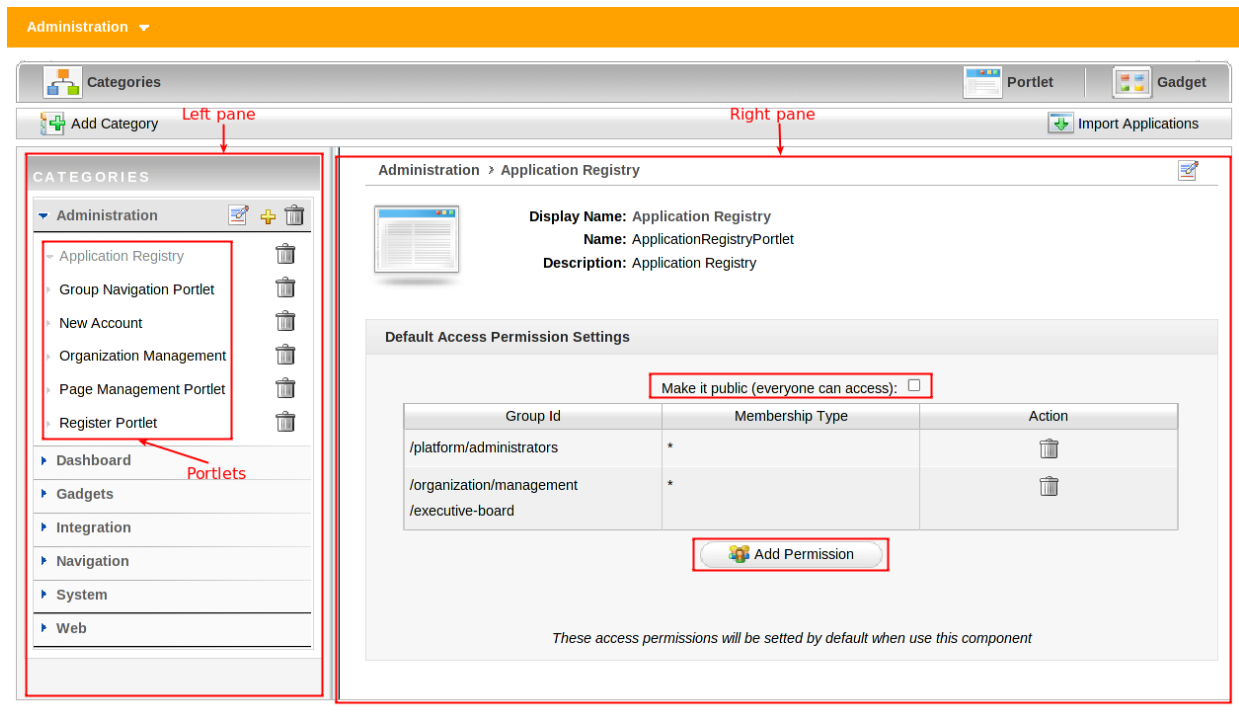 Administration
Categories
Portlet
Gadget
Add Category
Left pane
Right pane
Import Applications
CATEGORIES
Administration
Application Registry
Group Navigation Portlet
New Account
Organization Management
Page Management Portlet
Register Portlet
Portlets
Dashboard
Gadgets
Integration
Navigation
System
Web
Administration > Application Registry
Display Name: Application Registry
Name: ApplicationRegistryPortlet
Description: Application Registry
Default Access Permission Settings
Make it public (everyone can access):
Group Id Membership Type Action
/platform/administrators *
/organization/management *
/executive-board
Add Permission
These access permissions will be setted by default when use this component